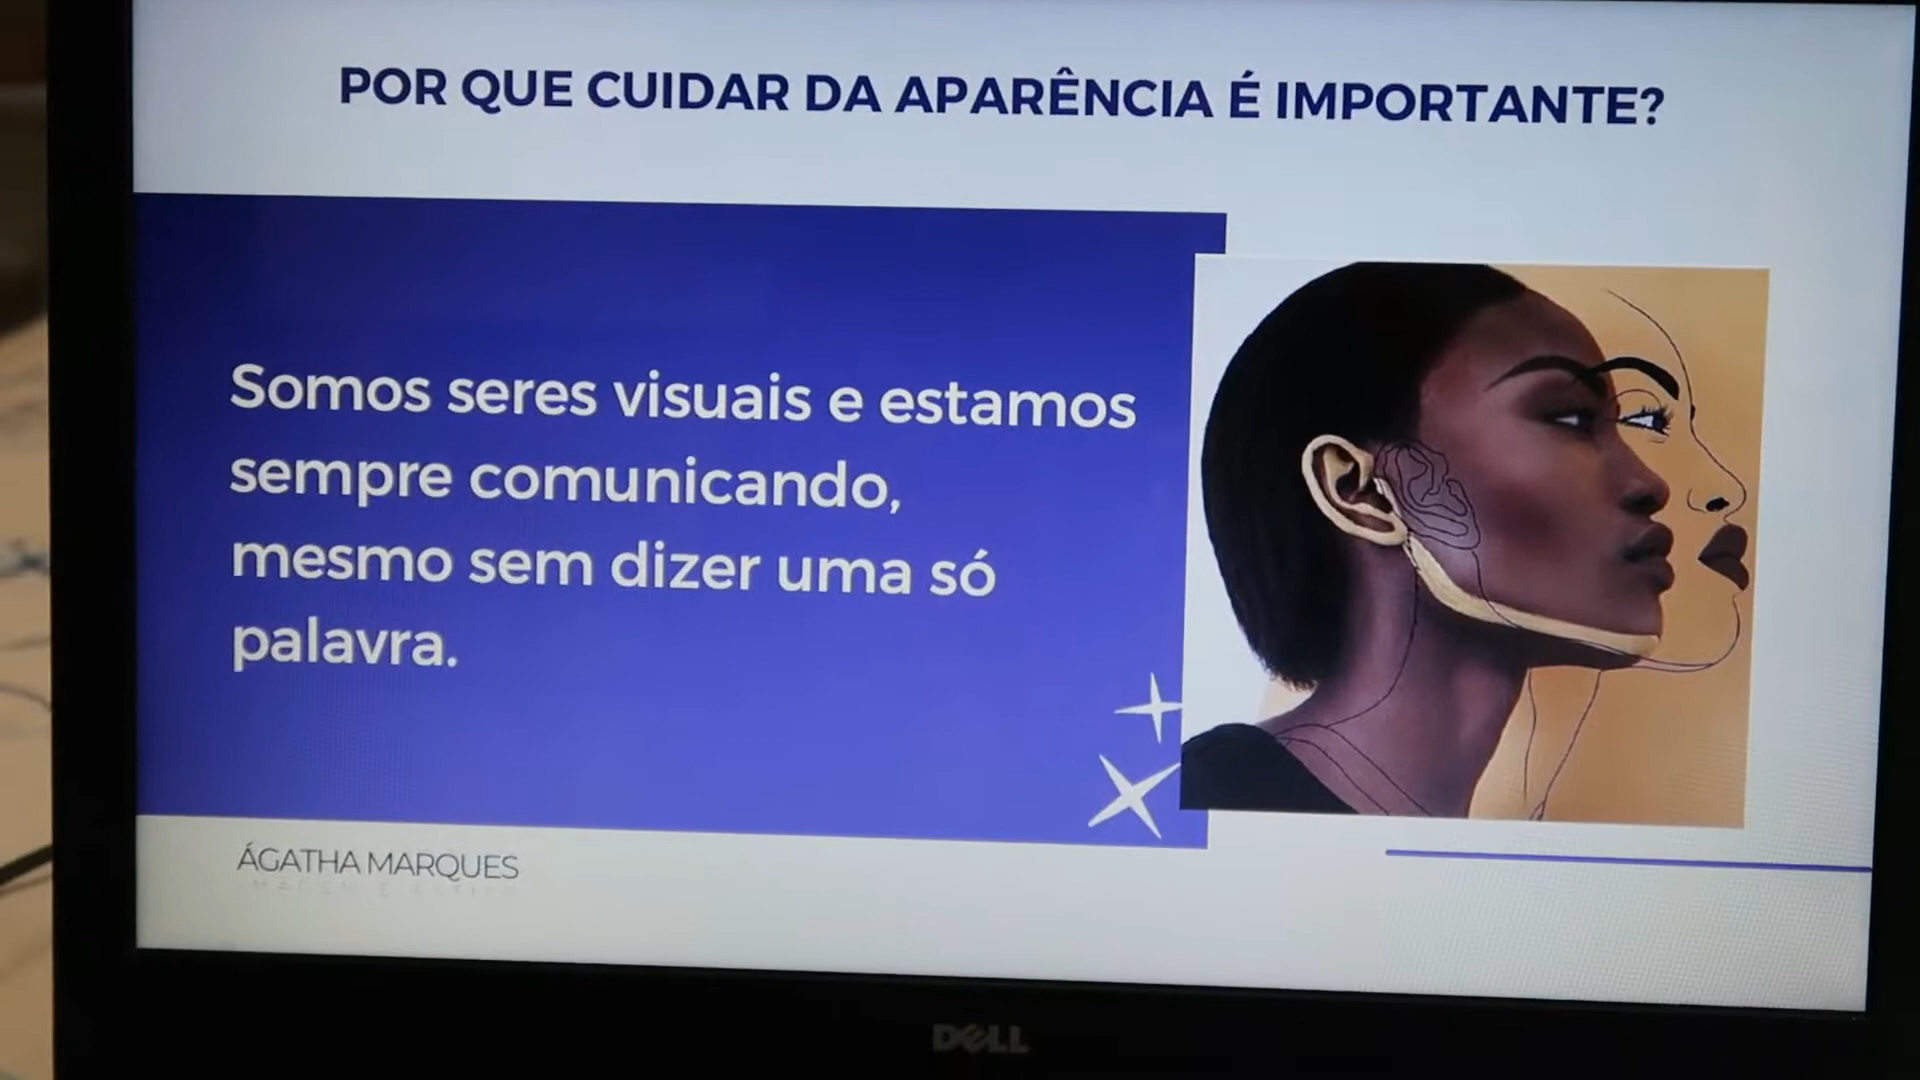 POR QUE CUIDAR DA APARÊNCIA É IMPORTANTE?
Somos seres visuais e estamos
sempre comunicando,
mesmo sem dizer uma só
palavra.
ÁGATHA MARQUES
DELL